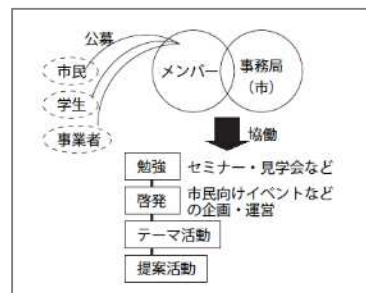 公募
市民
学生
事業者
メンバー
事務局
(市)
協働
勉強 セミナー・見学会など
啓発 市民向けイベントなど
の企画・運営
テーマ活動
提案活動